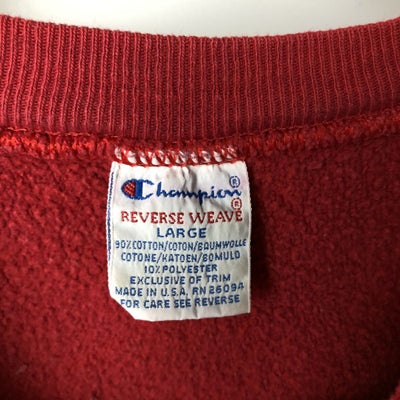 Champion®
REVERSE WEAVE®
LARGE
90% COTTON/COTON/BAUMWOLLE
COTONE/KATOEN/BOMULD
10% POLYESTER
EXCLUSIVE OF TRIM
MADE IN U.S.A. RN 26094
FOR CARE SEE REVERSE